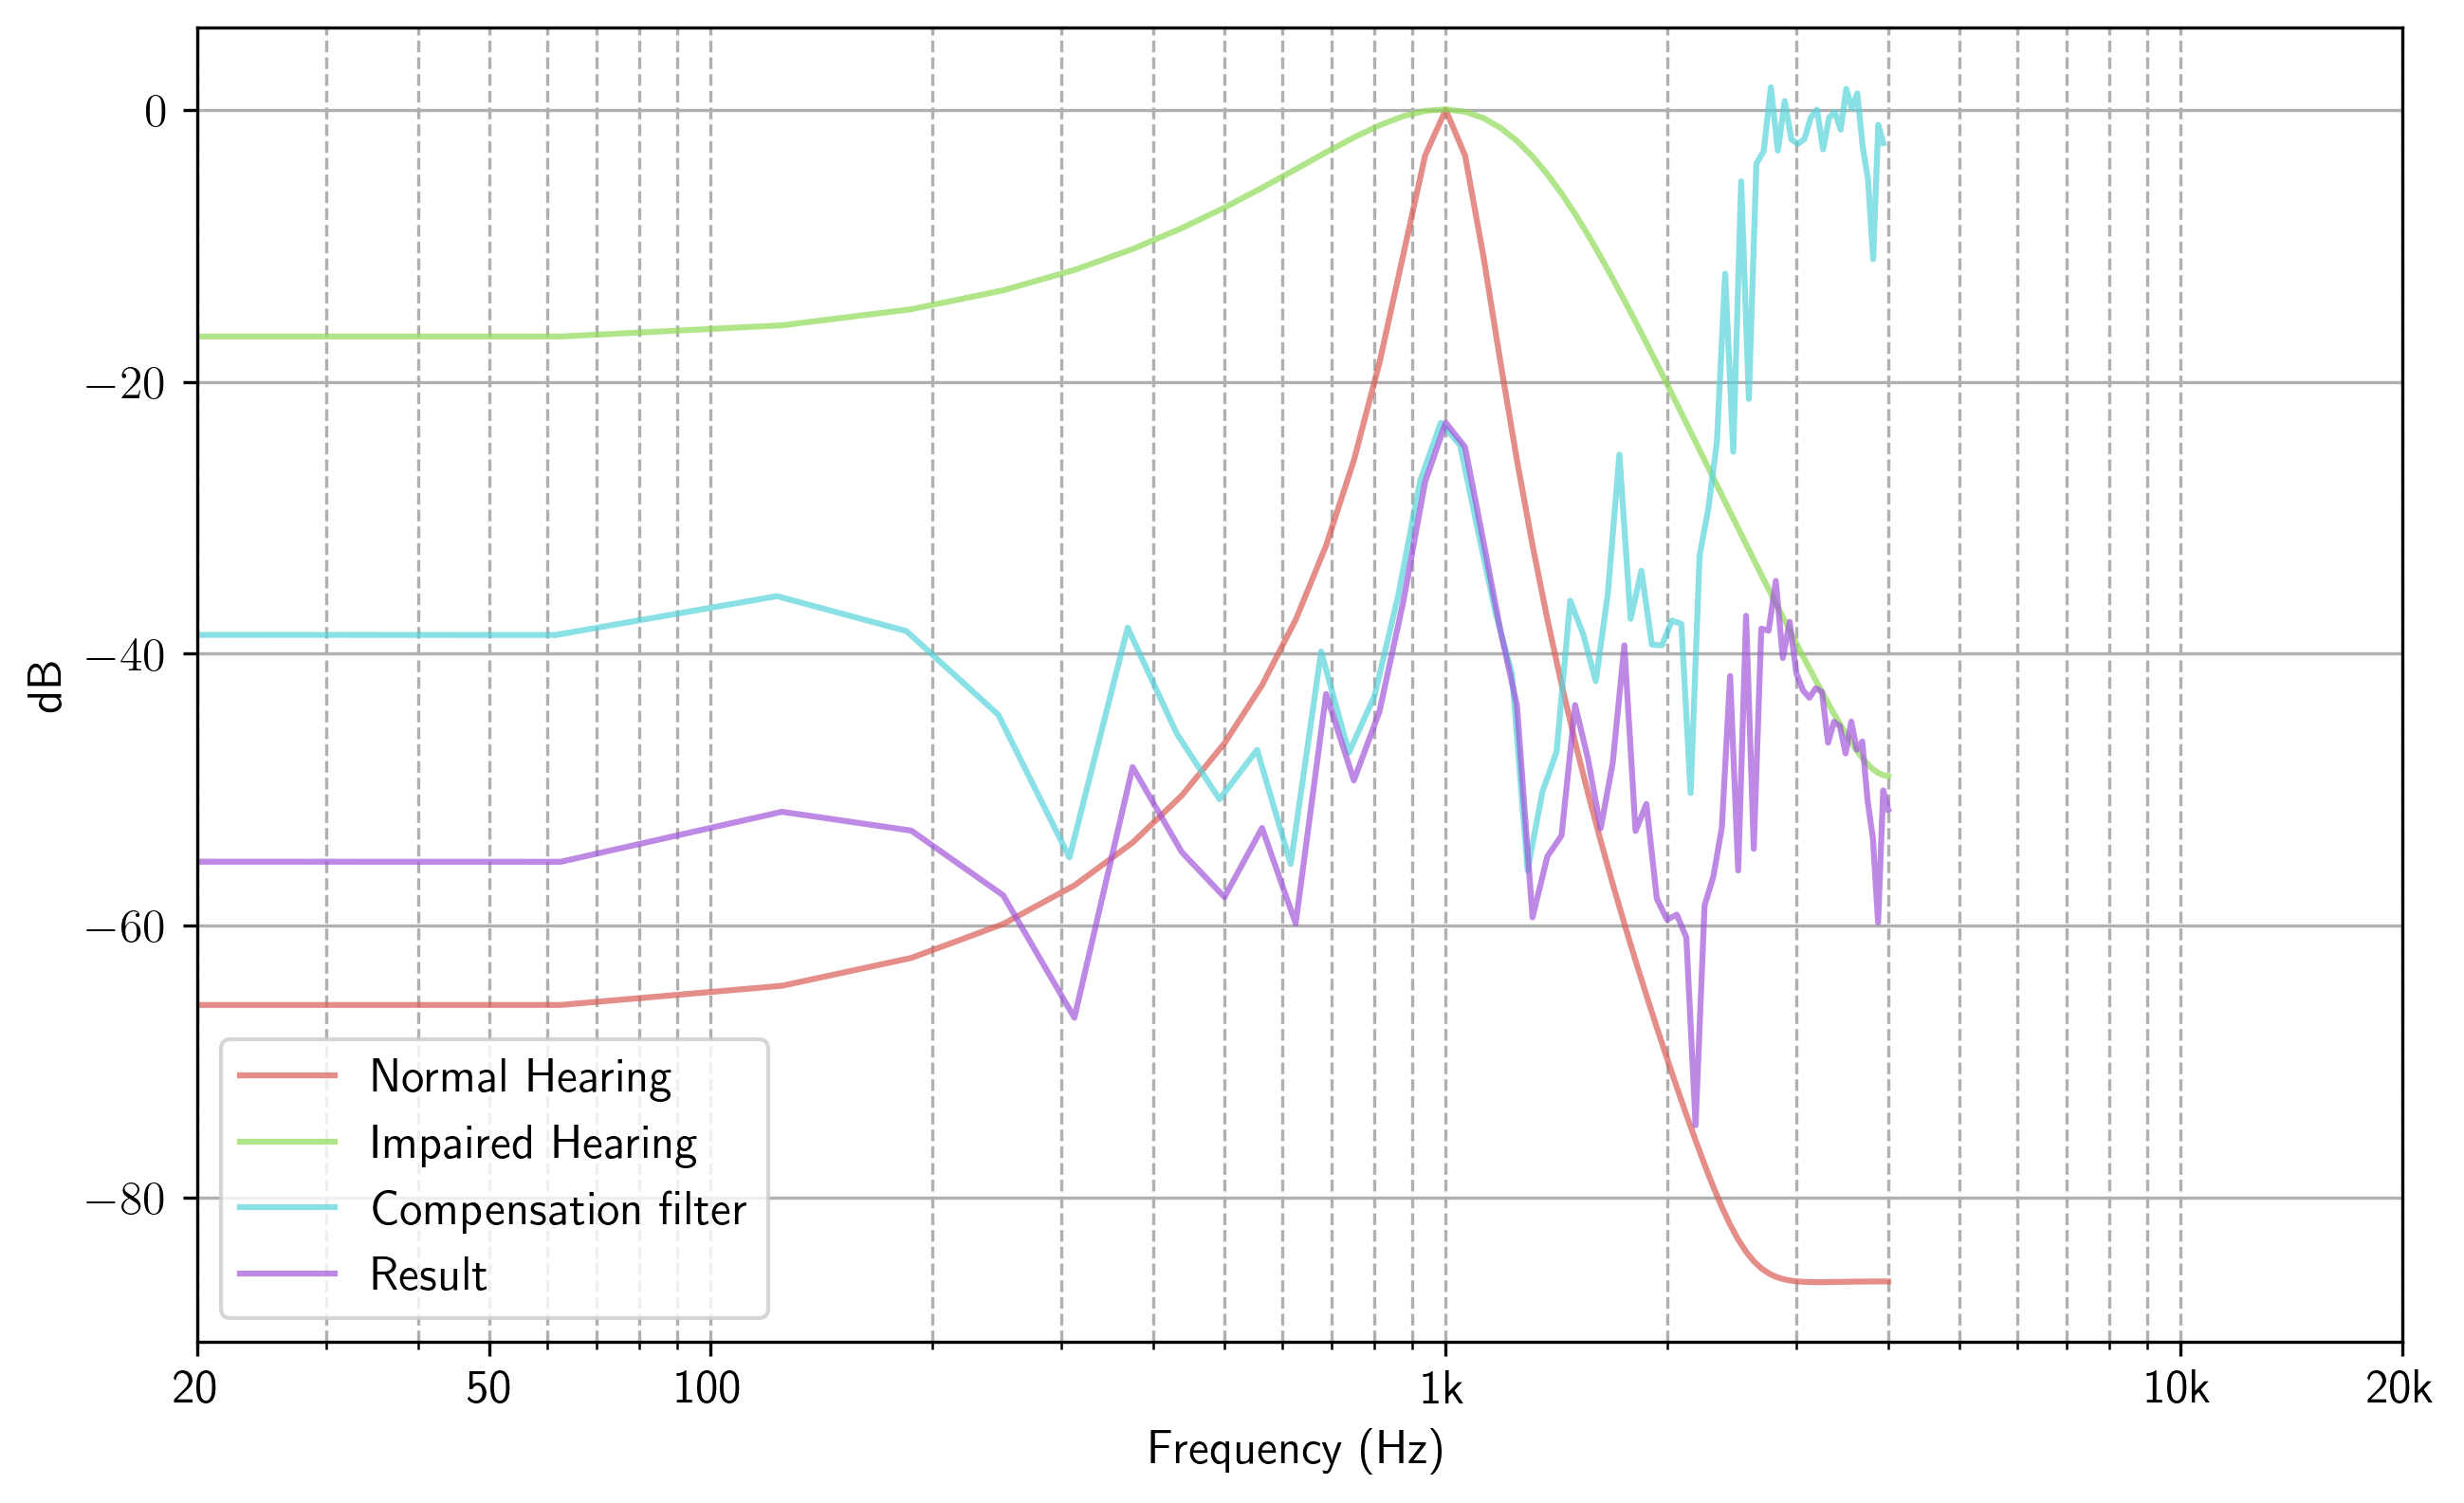 0
−20
−40
−60
−80
dB
Normal Hearing
Impaired Hearing
Compensation filter
Result
20 50 100 1k 10k 20k
Frequency (Hz)